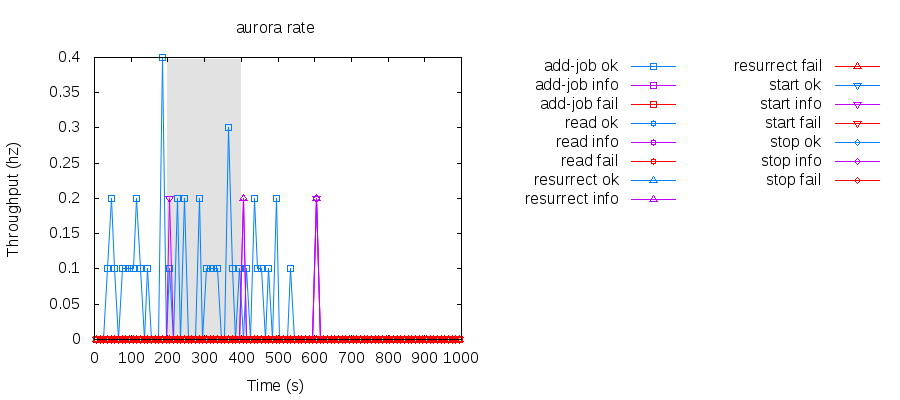 aurora rate
Throughput (hz)
0.4
0.35
0.3
0.25
0.2
0.15
0.1
0.05
0
0 100 200 300 400 500 600 700 800 900 1000
Time (s)
add-job ok
add-job info
add-job fail
read ok
read info
read fail
resurrect ok
resurrect info
resurrect fail
start ok
start info
start fail
stop ok
stop info
stop fail